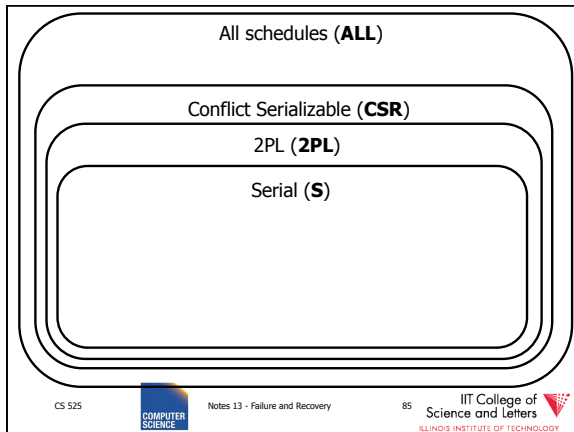 All schedules (ALL)
Conflict Serializable (CSR)
2PL (2PL)
Serial (S)
CS 525
COMPUTER
SCIENCE
Notes 13 - Failure and Recovery
85
IIT College of
Science and Letters
ILLINOIS INSTITUTE OF TECHNOLOGY